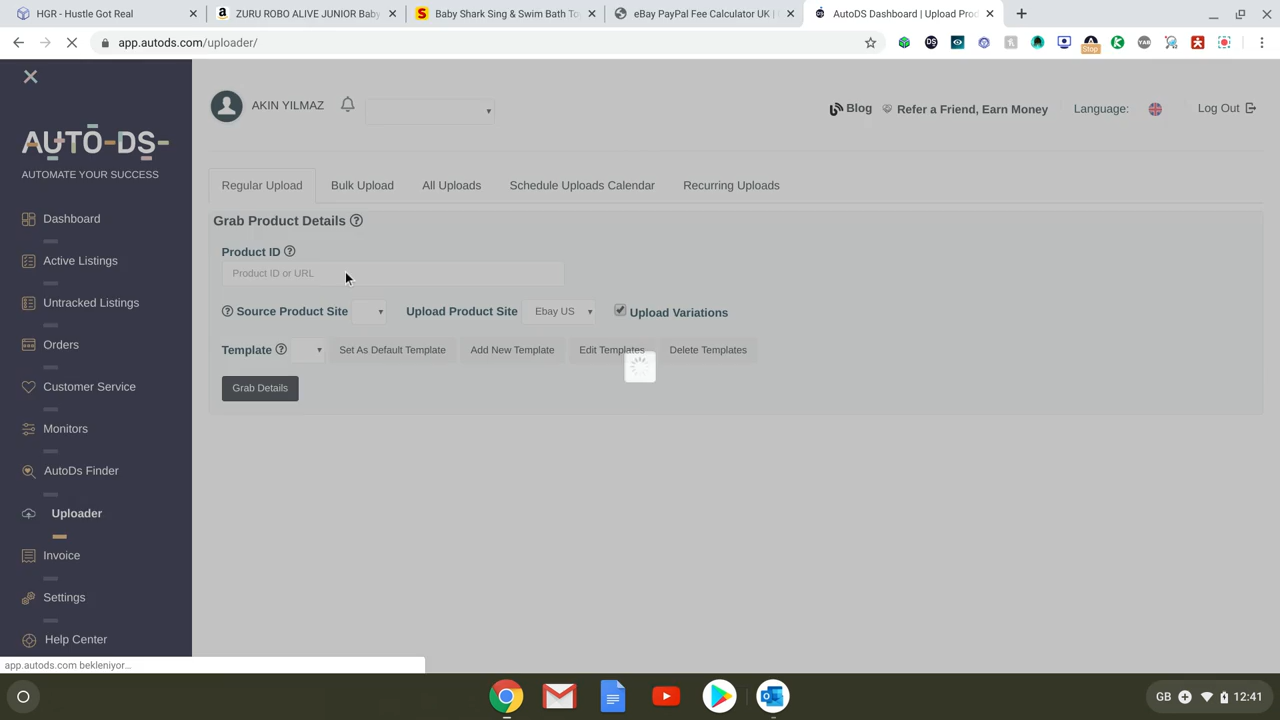 HGR - Hustle Got Real
ZURU ROBO ALIVE JUNIOR Baby
Baby Shark Sing & Swim Bath To
eBay PayPal Fee Calculator UK |
AutoDS Dashboard | Upload Prod
app.autods.com/uploader/
Stop
AKIN YILMAZ
Blog
Refer a Friend, Earn Money
Language:
Log Out
AUTO-DS-
AUTOMATE YOUR SUCCESS
Dashboard
Active Listings
Untracked Listings
Orders
Customer Service
Monitors
AutoDs Finder
Uploader
Invoice
Settings
Help Center
Regular Upload
Bulk Upload
All Uploads
Schedule Uploads Calendar
Recurring Uploads
Grab Product Details
Product ID
Product ID or URL
Source Product Site
Upload Product Site
Ebay US
Upload Variations
Template
Set As Default Template
Add New Template
Edit Templates
Delete Templates
Grab Details
app.autods.com bekleniyor...
GB
12:41